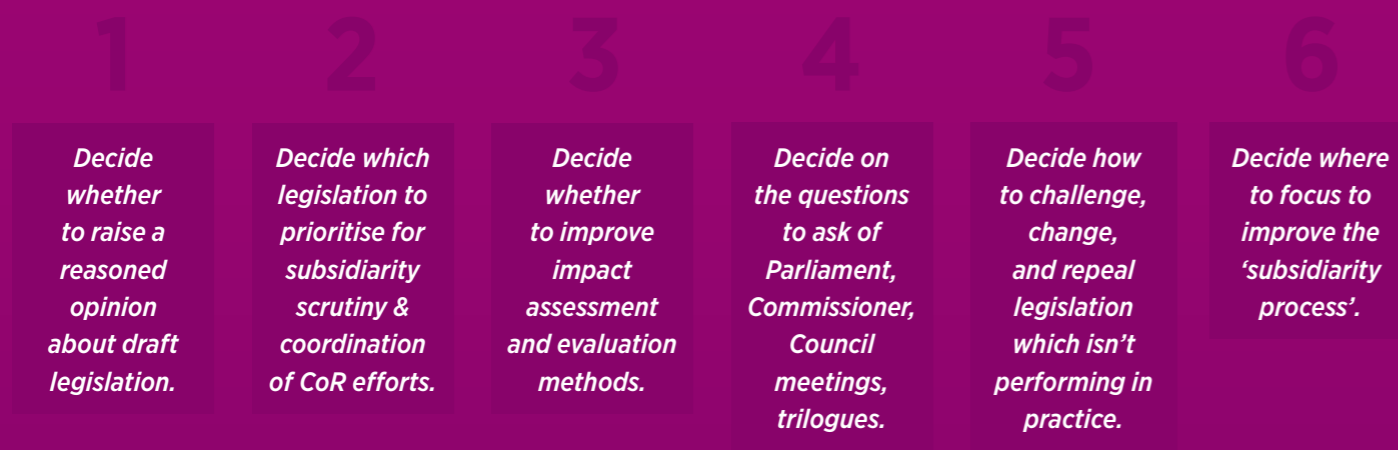 1
Decide
whether
to raise a
reasoned
opinion
about draft
legislation.
2
Decide which
legislation to
prioritise for
subsidiarity
scrutiny &
coordination
of CoR efforts.
3
Decide
whether
to improve
impact
assessment
and evaluation
methods.
4
Decide on
the questions
to ask of
Parliament,
Commissioner,
Council
meetings,
trilogues.
5
Decide how
to challenge,
change,
and repeal
legislation
which isn’t
performing in
practice.
6
Decide where
to focus to
improve the
‘subsidiarity
process’.